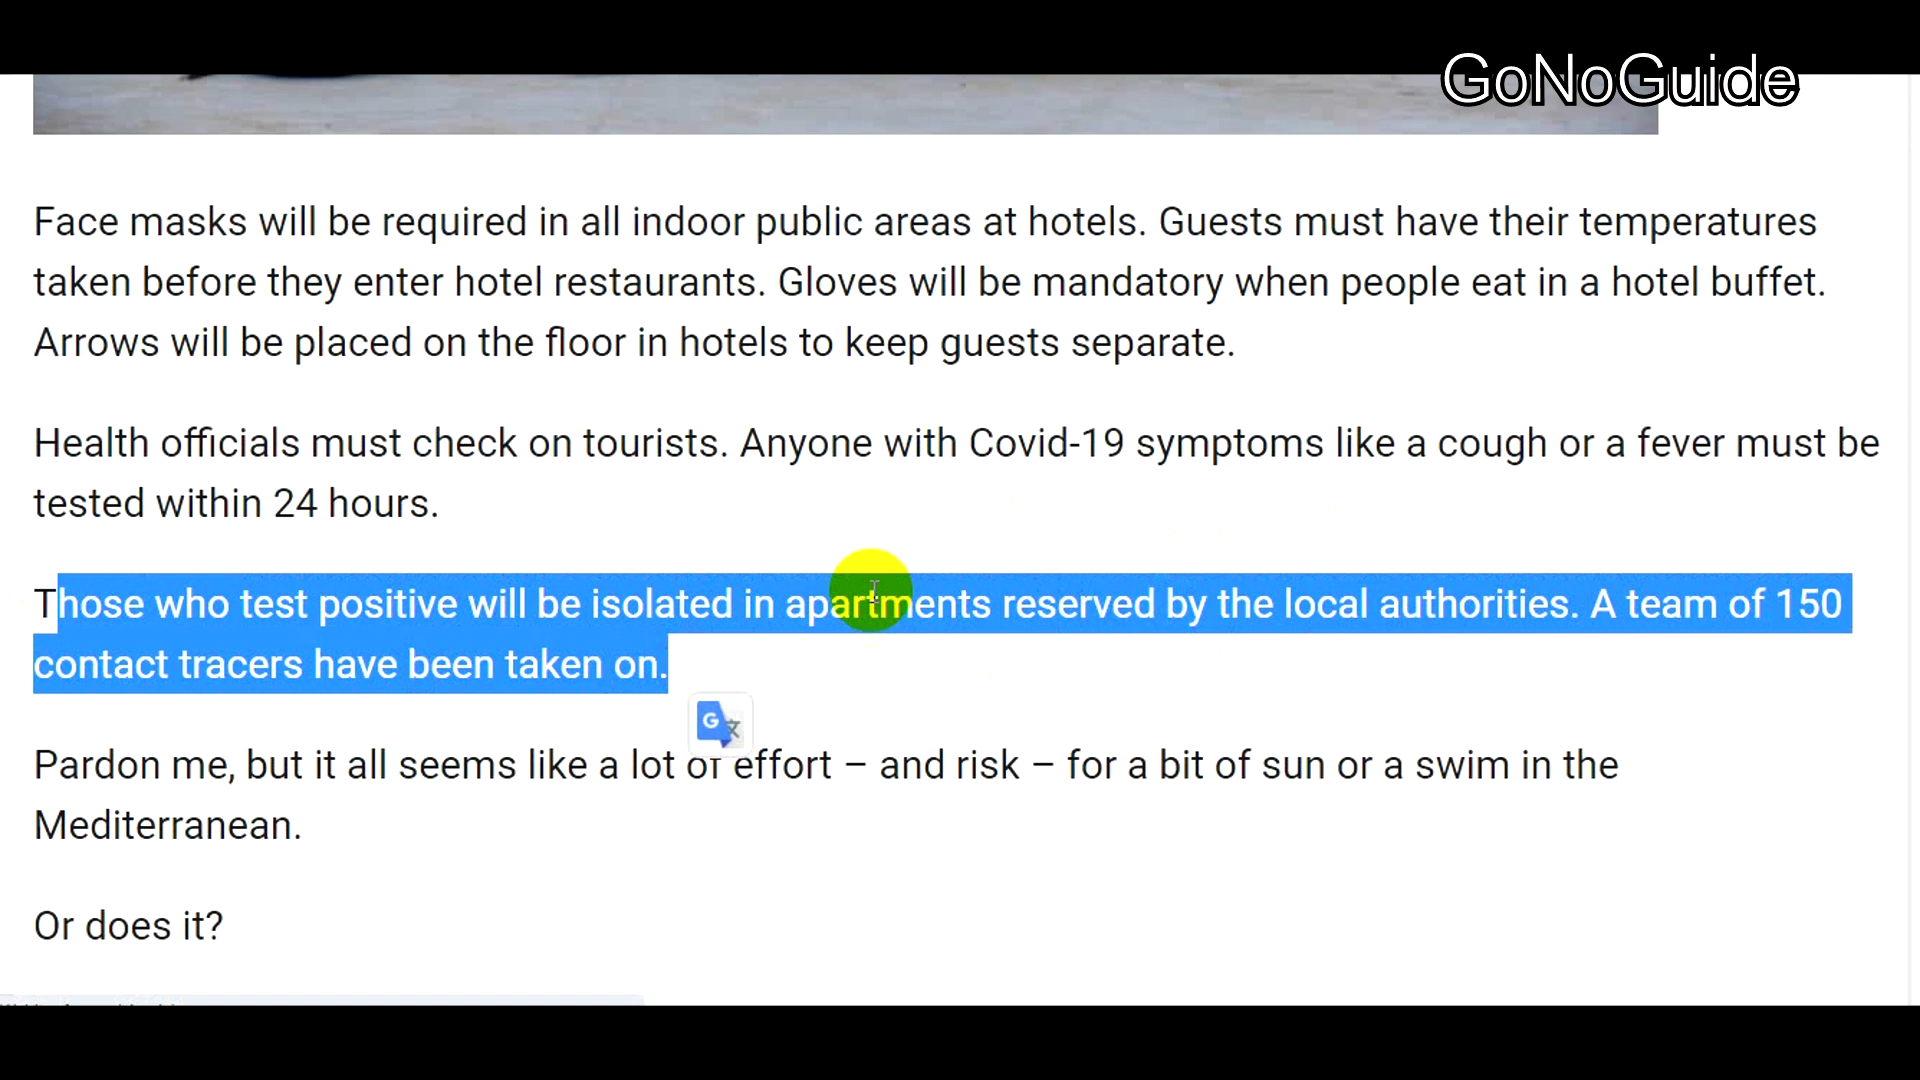 GoNoGuide
Face masks will be required in all indoor public areas at hotels. Guests must have their temperatures
taken before they enter hotel restaurants. Gloves will be mandatory when people eat in a hotel buffet.
Arrows will be placed on the floor in hotels to keep guests separate.
Health officials must check on tourists. Anyone with Covid-19 symptoms like a cough or a fever must be
tested within 24 hours.
Those who test positive will be isolated in apartments reserved by the local authorities. A team of 150
contact tracers have been taken on.
G
Pardon me, but it all seems like a lot of effort – and risk – for a bit of sun or a swim in the
Mediterranean.
Or does it?